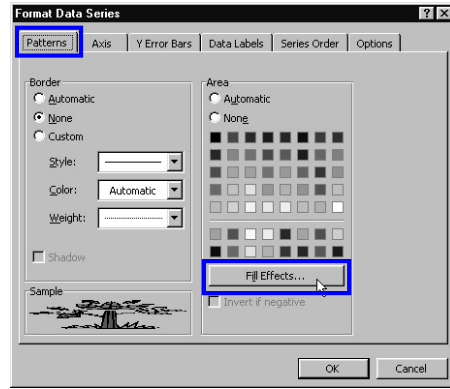 Format Data Series
Patterns Axis Y Error Bars Data Labels Series Order Options
Border
Automatic
None
Custom
Style:
Color: Automatic
Weight:
Shadow
Sample
Area
Automatic
None
Fill Effects...
Invert if negative
OK Cancel